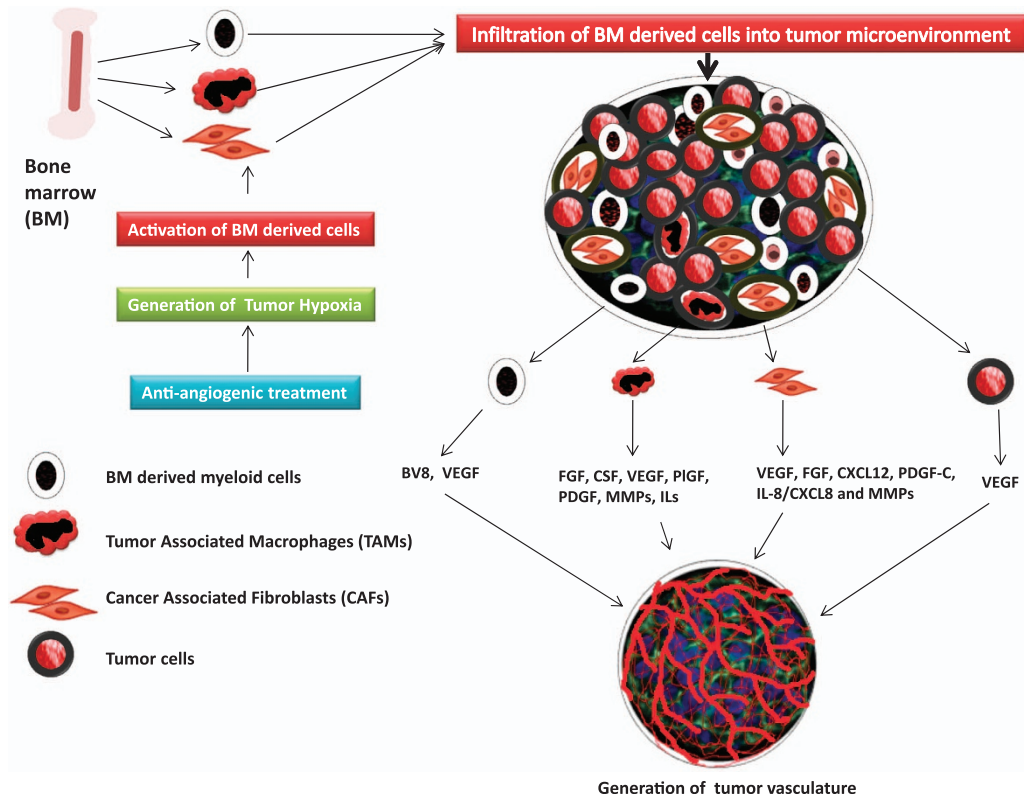 Infiltration of BM derived cells into tumor microenvironment
Bone
marrow
(BM)
Activation of BM derived cells
Generation of Tumor Hypoxia
Anti-angiogenic treatment
BM derived myeloid cells
Tumor Associated Macrophages (TAMs)
Cancer Associated Fibroblasts (CAFs)
Tumor cells
BV8, VEGF
FGF, CSF, VEGF, PlGF,
PDGF, MMPs, ILs
VEGF, FGF, CXCL12, PDGF-C,
IL-8/CXCL8 and MMPs
VEGF
Generation of tumor vasculature